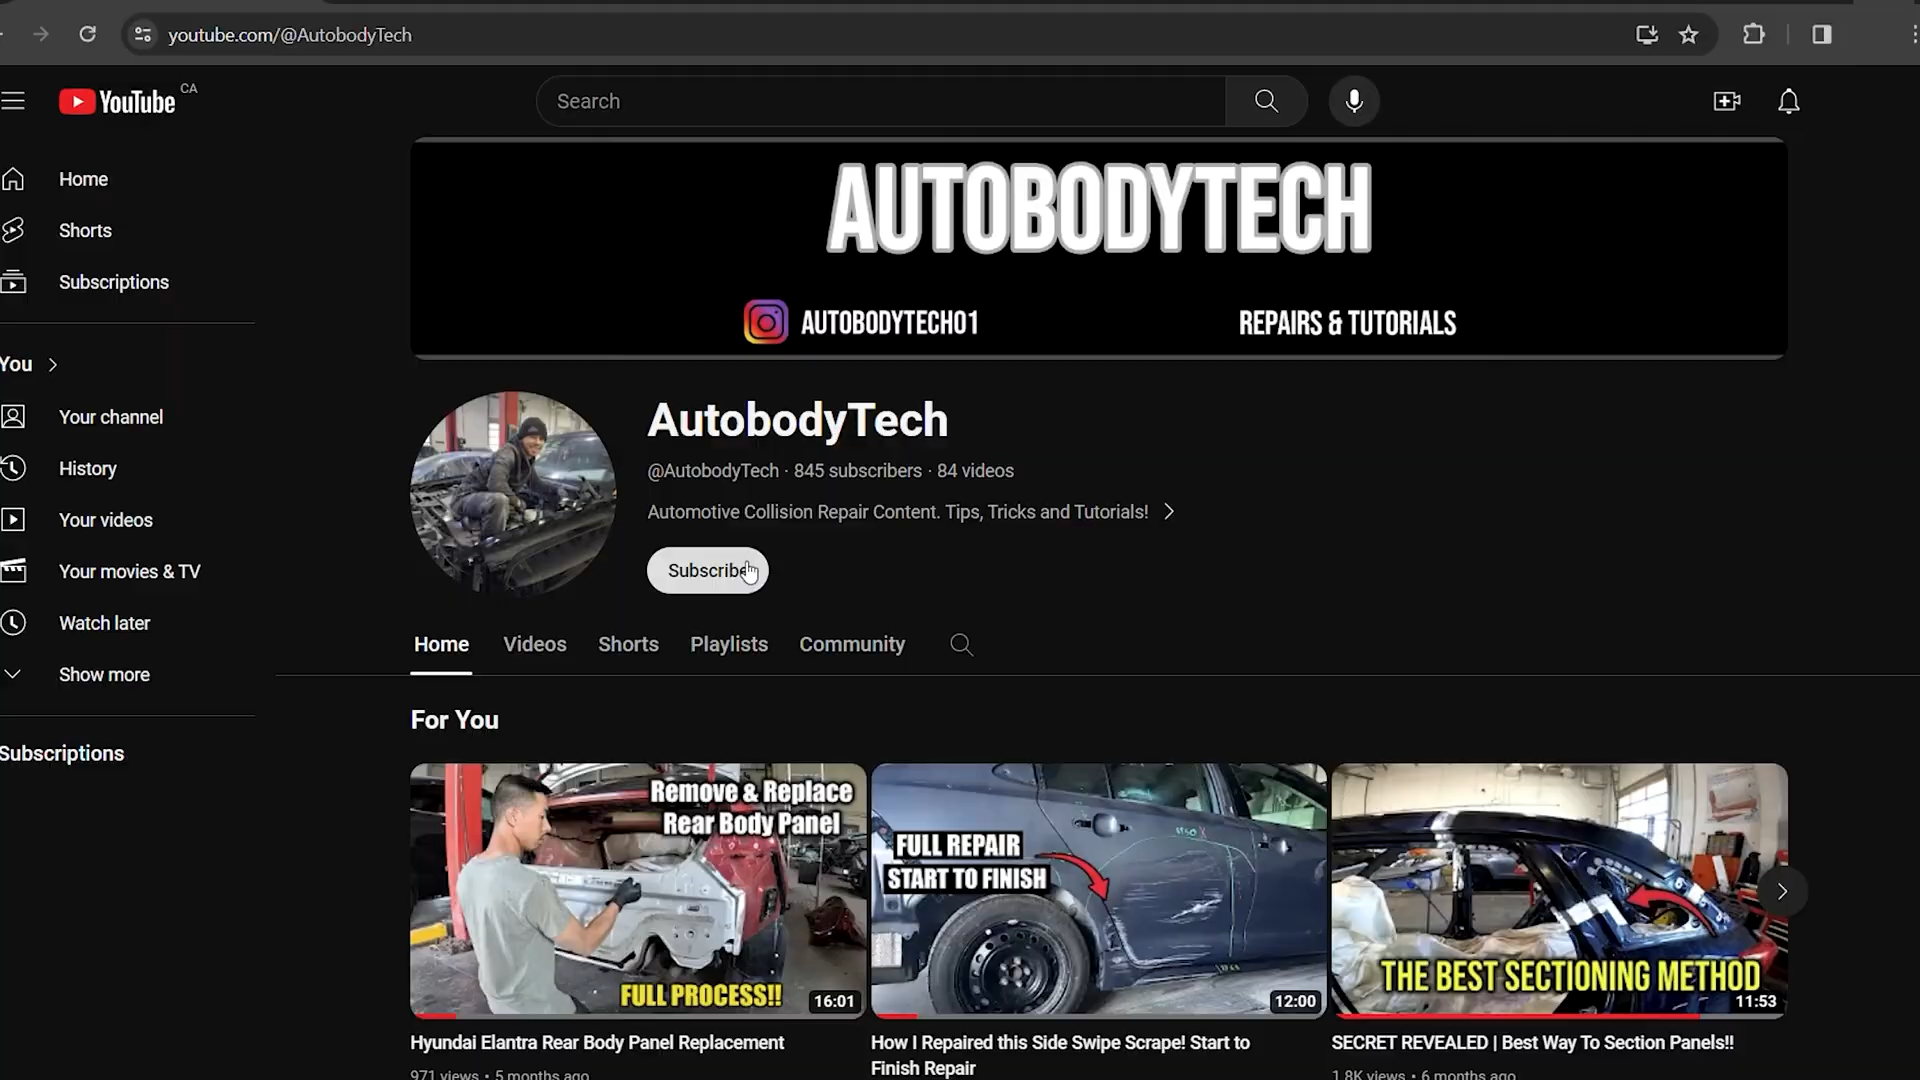 youtube.com/@AutobodyTech
YouTube CA
Search
Home
Shorts
Subscriptions
You
Your channel
History
Your videos
Your movies & TV
Watch later
Show more
Subscriptions
AUTOBODYTECH
AUTOBODYTECH01
REPAIRS & TUTORIALS
AutobodyTech
@AutobodyTech · 845 subscribers · 84 videos
Automotive Collision Repair Content. Tips, Tricks and Tutorials!
Subscribe
Home Videos Shorts Playlists Community
For You
Remove & Replace
Rear Body Panel
FULL PROCESS!!
16:01
Hyundai Elantra Rear Body Panel Replacement
971 views • 5 months ago
FULL REPAIR
START TO FINISH
12:00
How I Repaired this Side Swipe Scrape! Start to
Finish Repair
THE BEST SECTIONING METHOD
11:53
SECRET REVEALED | Best Way To Section Panels!!
1.8K views • 6 months ago